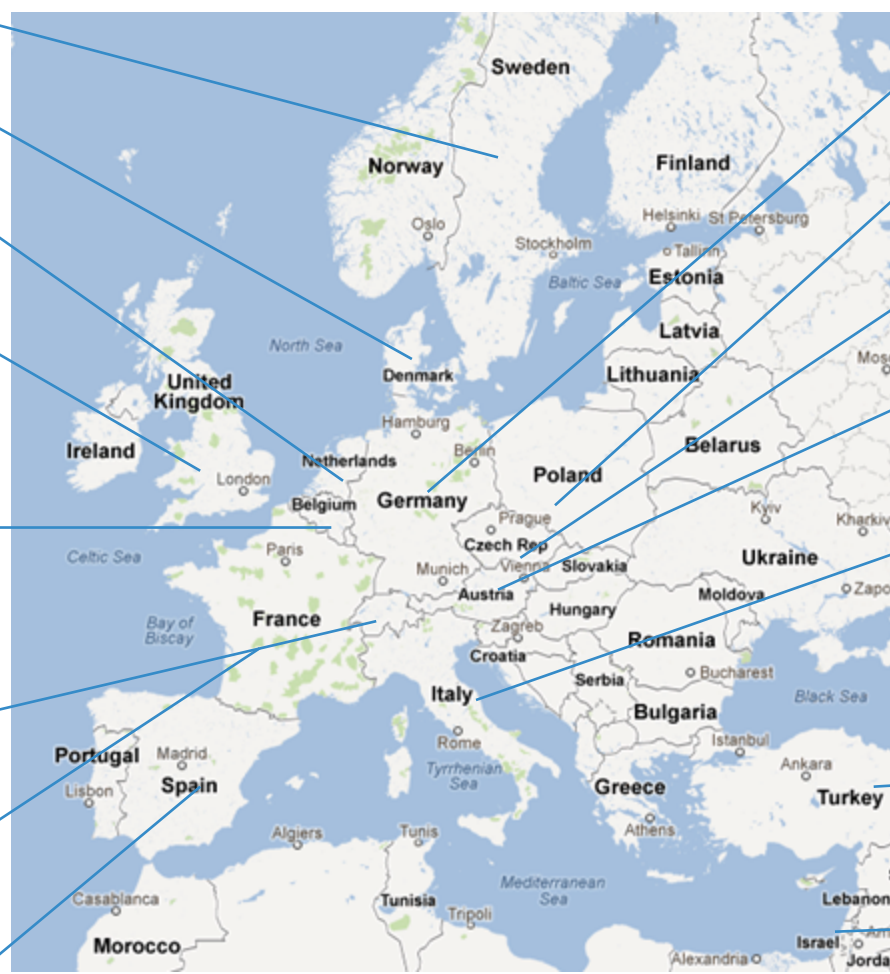 Sweden
Norway
Finland
Oslo
Helsinki
St Petersburg
Stockholm
Tallinn
Baltic Sea
Estonia
North Sea
Latvia
Denmark
Lithuania
United
Kingdom
Hamburg
Ireland
Netherlands
Berlin
Belarus
London
Belgium
Germany
Poland
Prague
Kyiv
Czech Rep
Kharkiv
Celtic Sea
Paris
Munich
Vienna
Slovakia
Ukraine
Austria
Moldova
Bay of
Biscay
France
Hungary
Zagreb
Romania
Croatia
Serbia
Bucharest
Italy
Black Sea
Bulgaria
Rome
Istanbul
Portugal
Madrid
Tyrrhenian
Sea
Ankara
Lisbon
Spain
Greece
Turkey
Algiers
Tunis
Athens
Mediterranean
Sea
Casablanca
Tunisia
Tripoli
Lebanon
Morocco
Israel
Alexandria